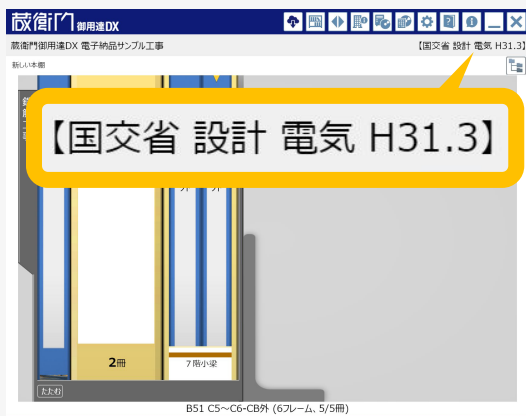 蔵衛門 御用達DX
蔵衛門御用達DX 電子納品サンプル工事
【国交省 設計 電気 H31.3】
新しい本棚
【国交省 設計 電気 H31.3】
2冊
7階小梁
たたむ
B51 C5～C6-CB外 (6フレーム、5/5冊)